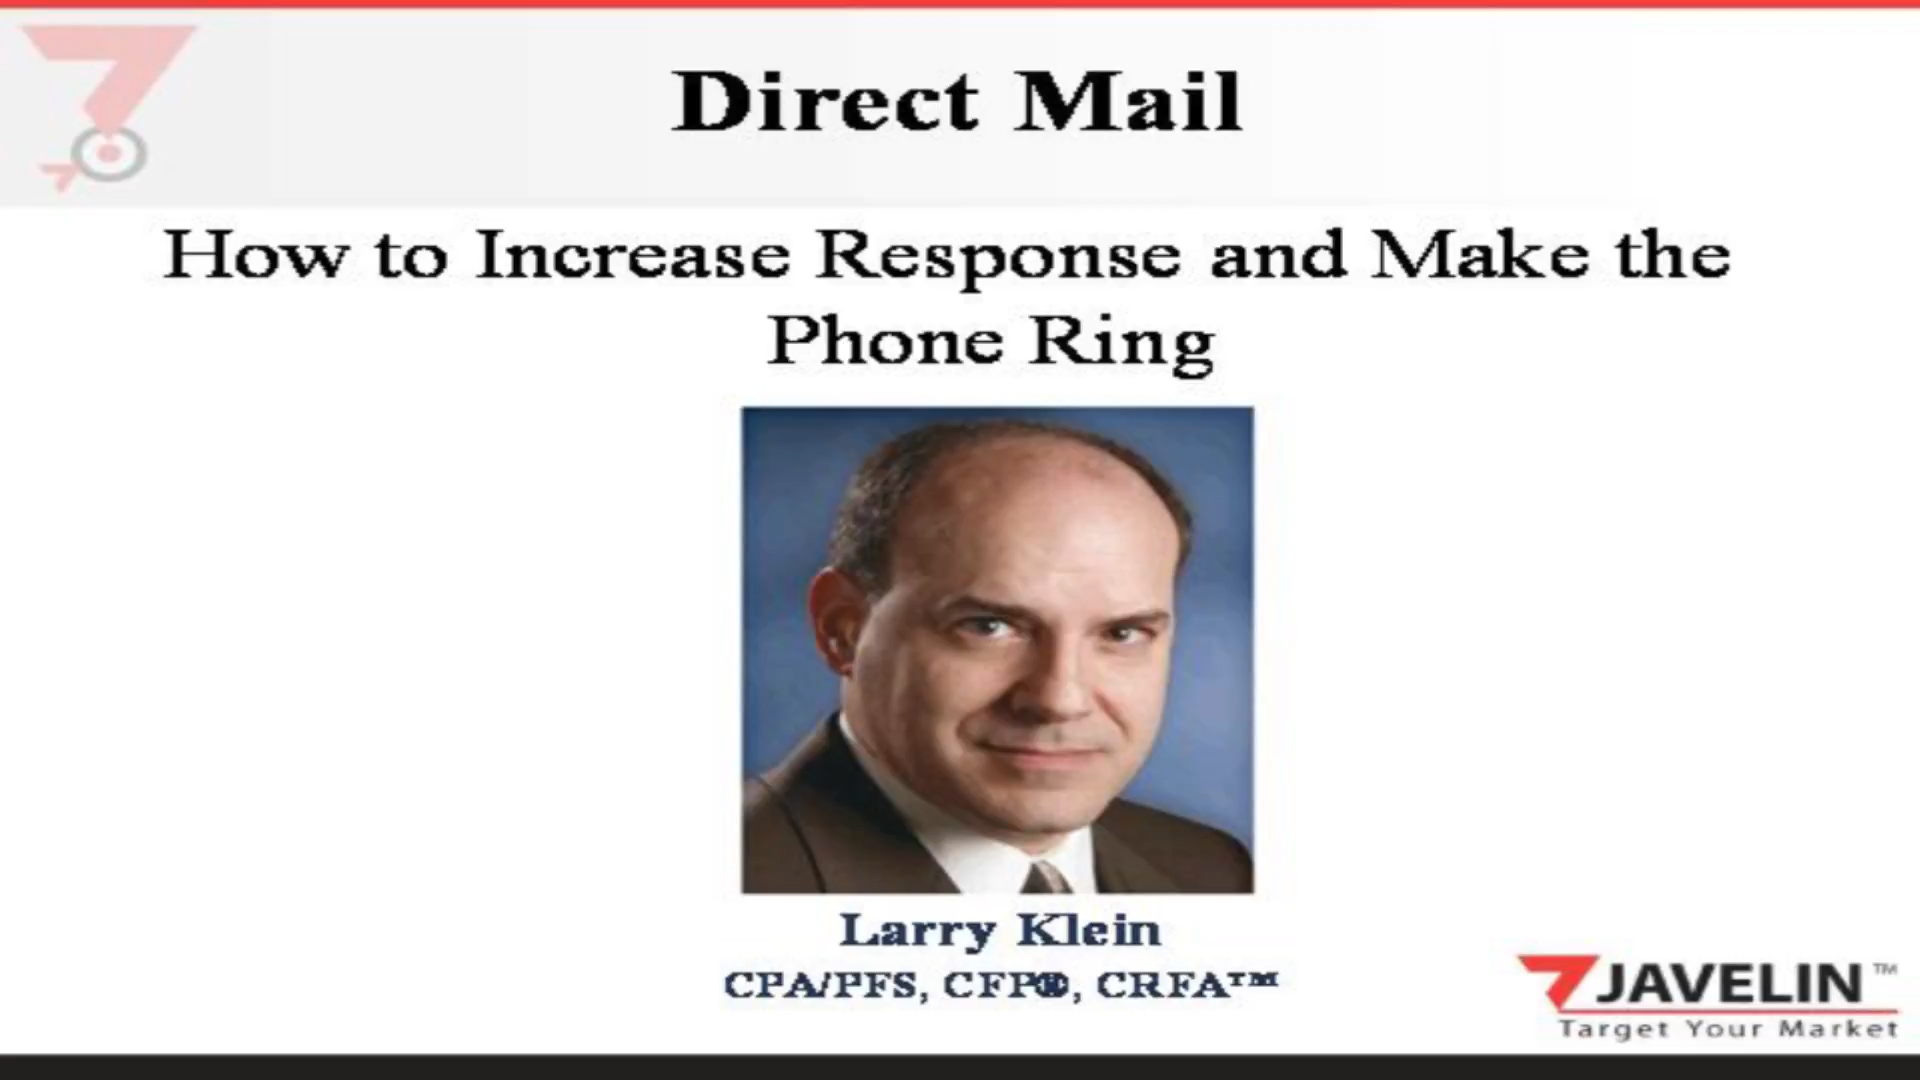 Direct Mail
How to Increase Response and Make the
Phone Ring
Larry Klein
CPA/PFS, CFP®, CRFA™
JAVELIN™
Target Your Market